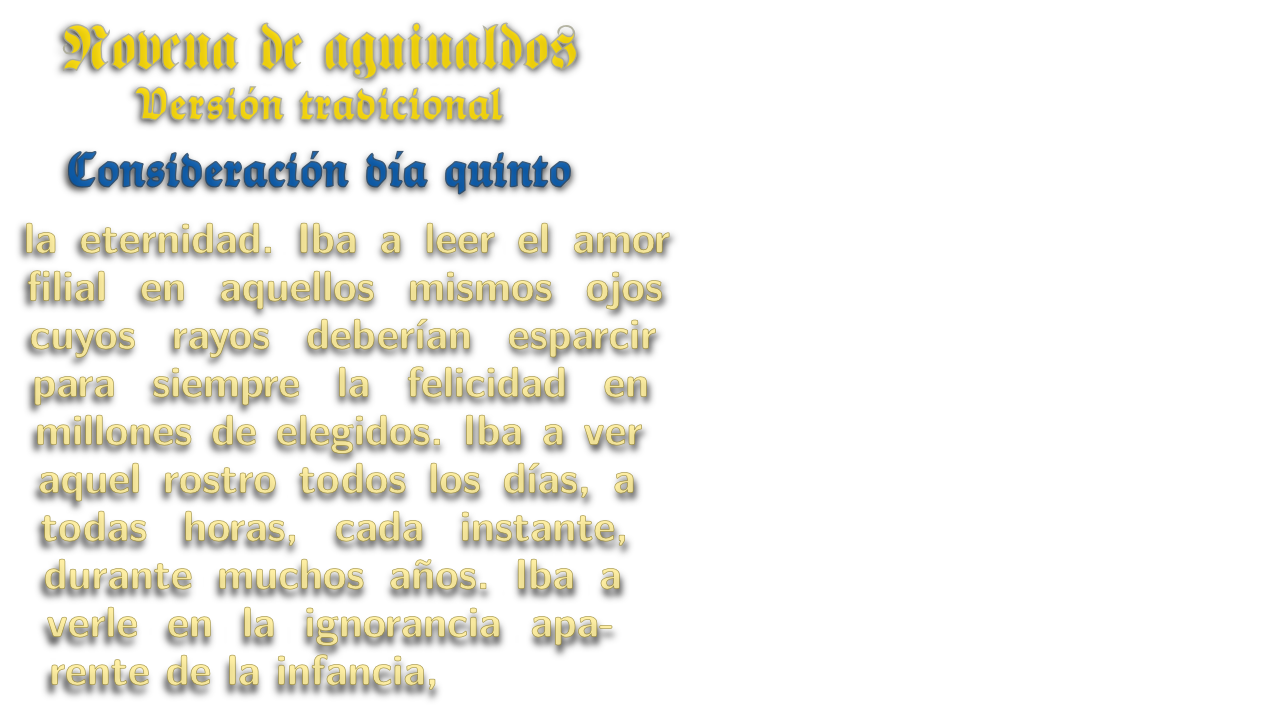 Novena de aguinaldos
Versión tradicional
Consideración día quinto
la eternidad. Iba a leer el amor
filial en aquellos mismos ojos
cuyos rayos deberían esparcir
para siempre la felicidad en
millones de elegidos. Iba a ver
aquel rostro todos los días, a
todas horas, cada instante,
durante muchos años. Iba a
verle en la ignorancia apa-
rente de la infancia,